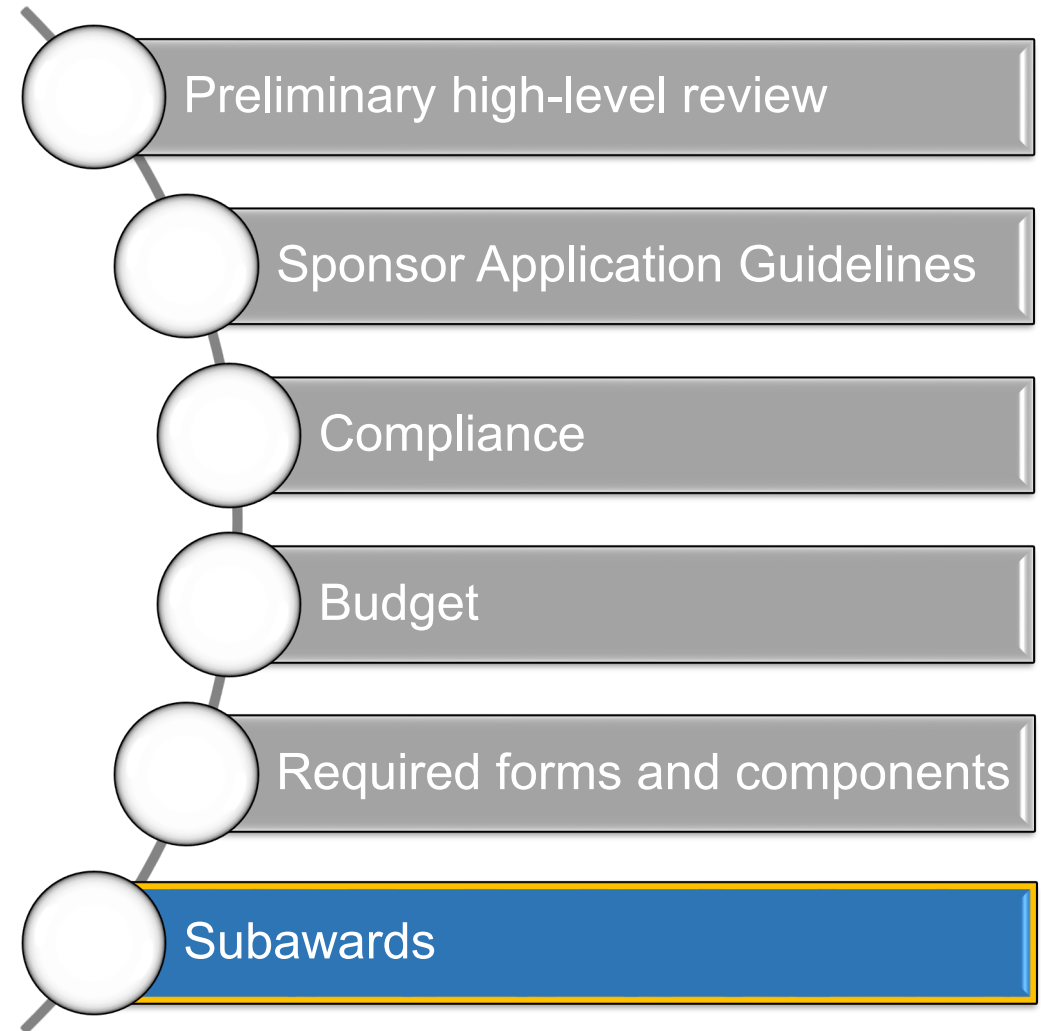 Preliminary high-level review
Sponsor Application Guidelines
Compliance
Budget
Required forms and components
Subawards